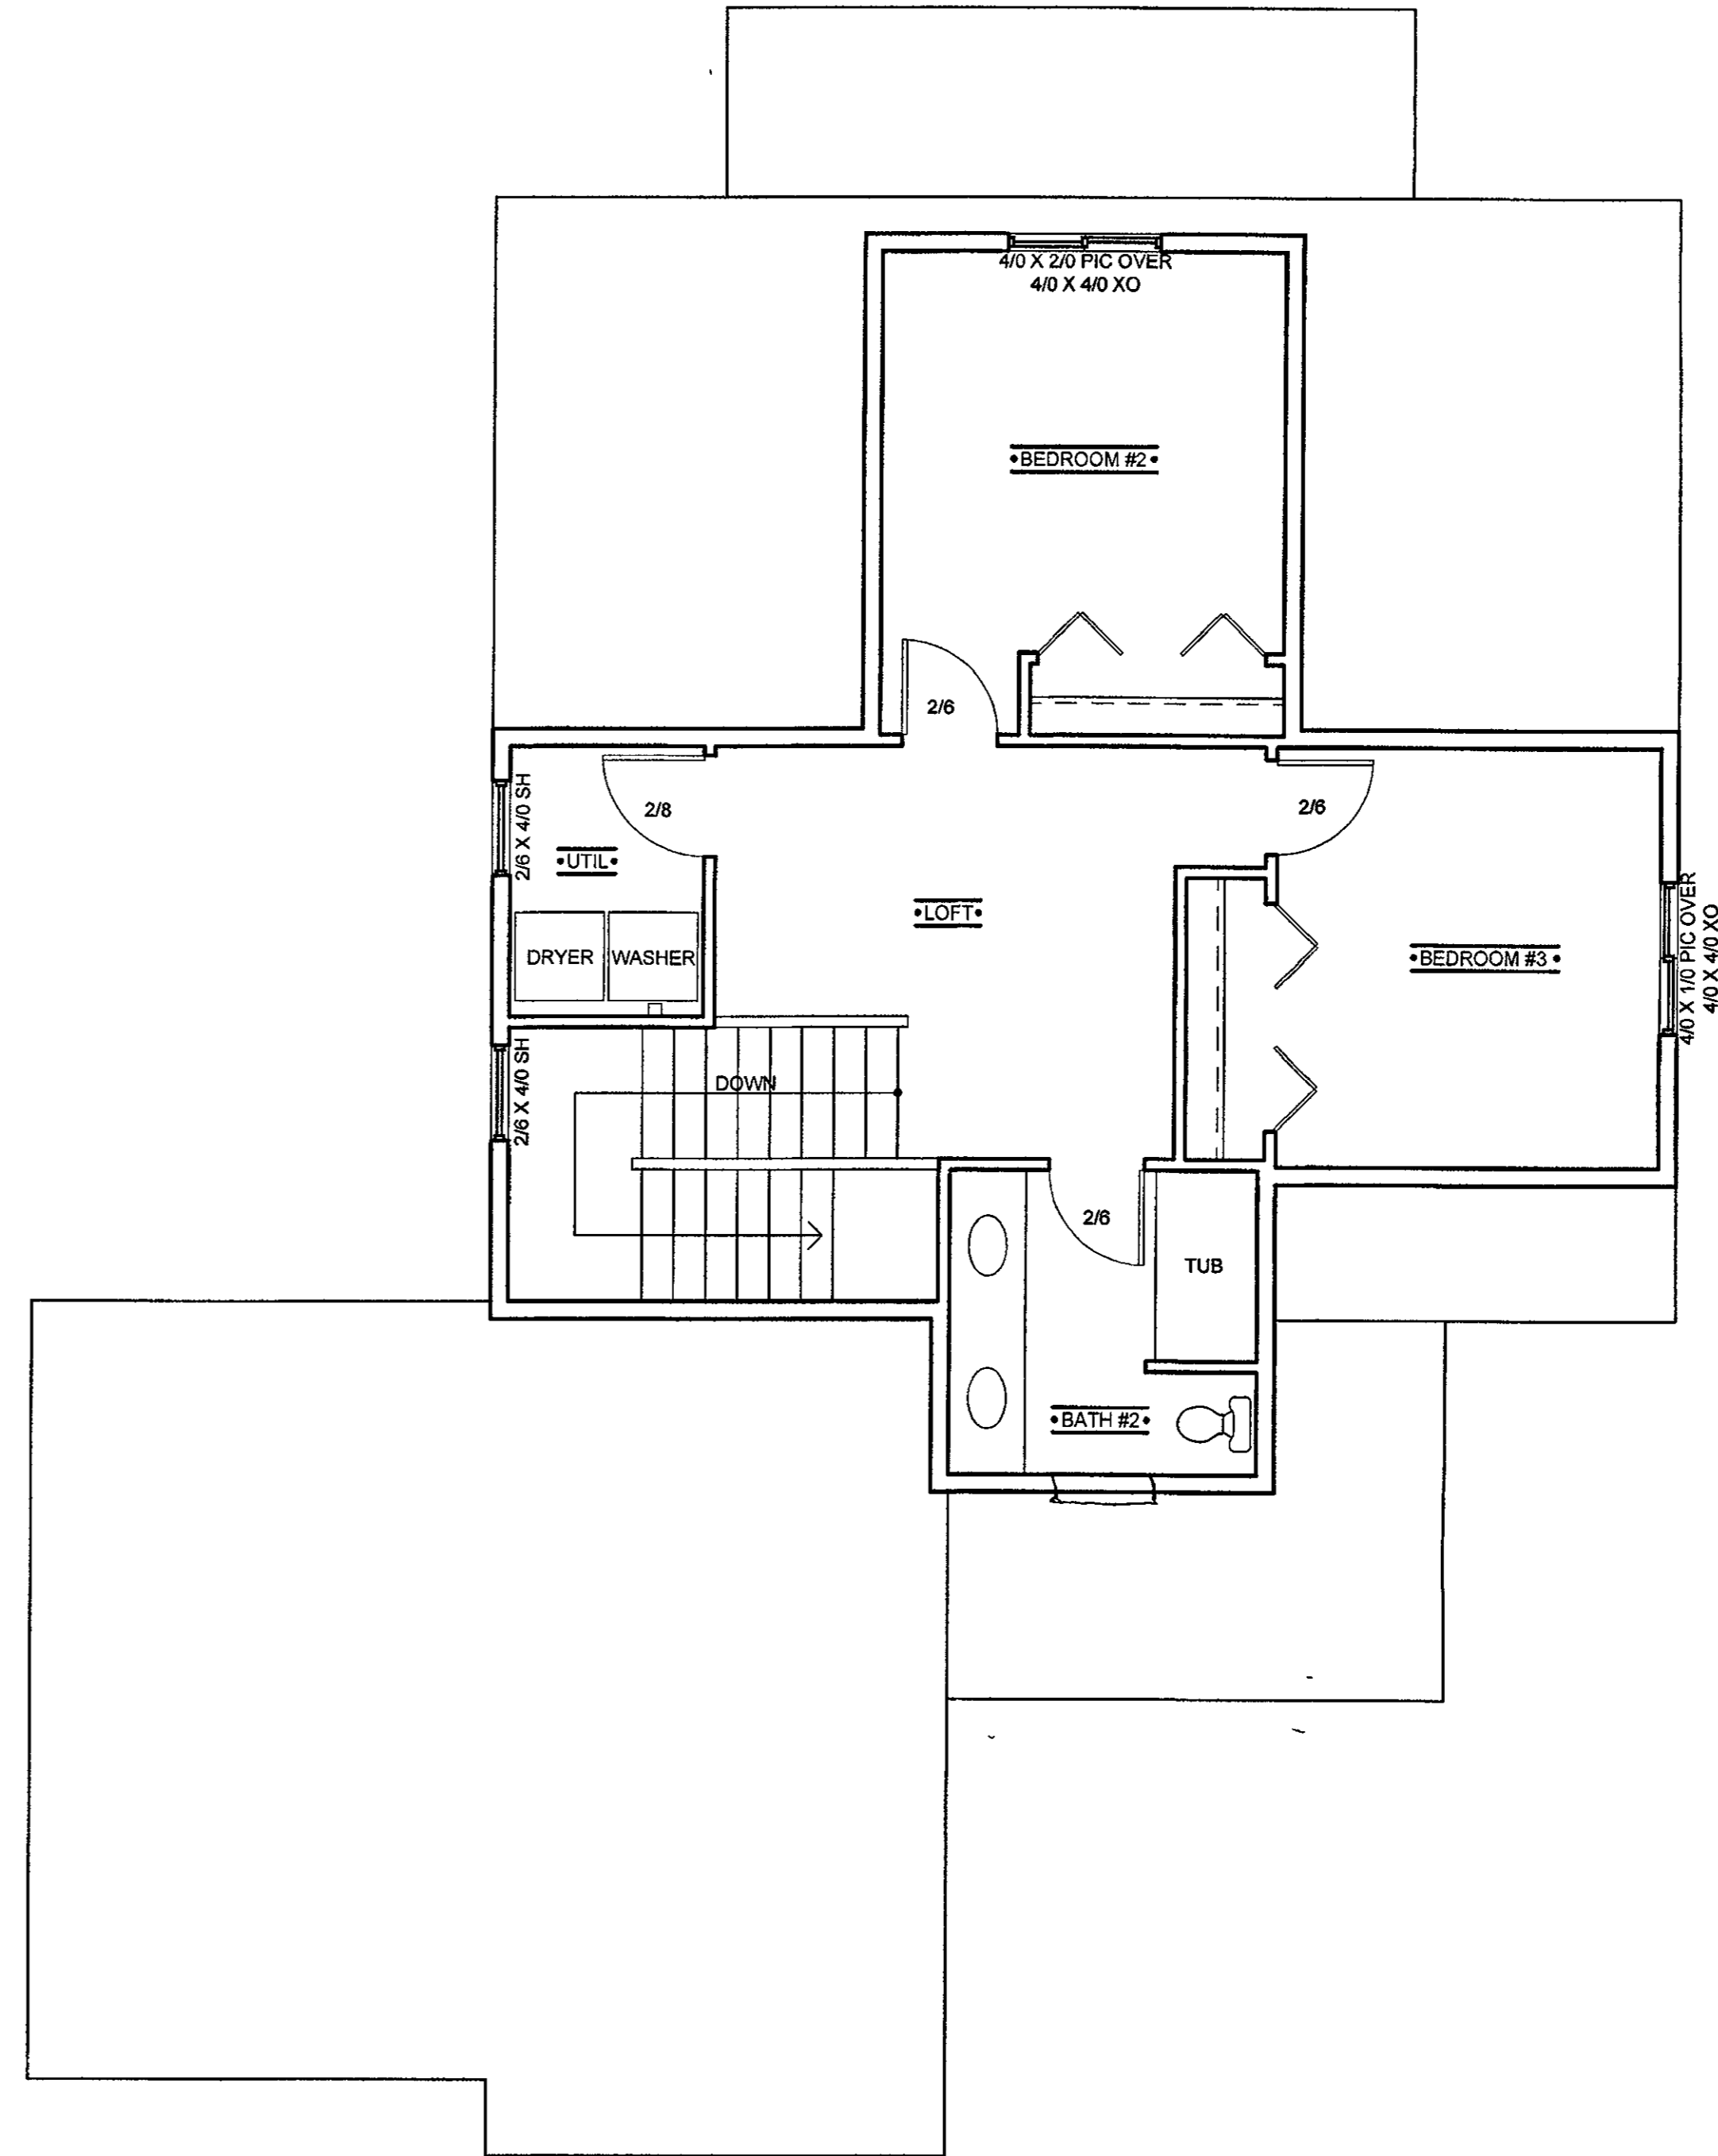 4/0 X 2/0 PIC OVER
4/0 X 4/0 XO
•BEDROOM #2•
2/6
2/6 X 4/0 SH
2/8
2/6
•UTIL•
•LOFT•
DRYER
WASHER
•BEDROOM #3•
4/0 X 1/0 PIC OVER
4/0 X 4/0 XO
2/6 X 4/0 SH
DOWN
2/6
TUB
•BATH #2•